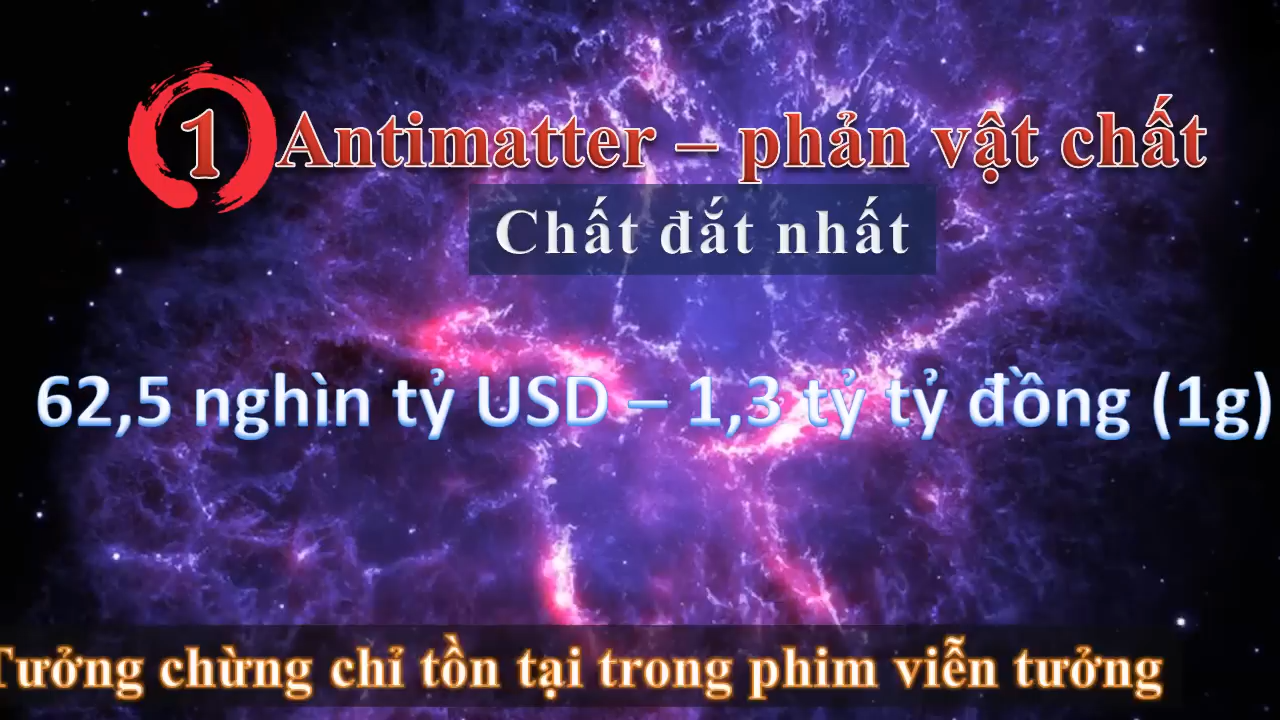 1 Antimatter – phản vật chất
Chất đắt nhất
62,5 nghìn tỷ USD – 1,3 tỷ tỷ đồng (1g)
Tưởng chừng chỉ tồn tại trong phim viễn tưởng